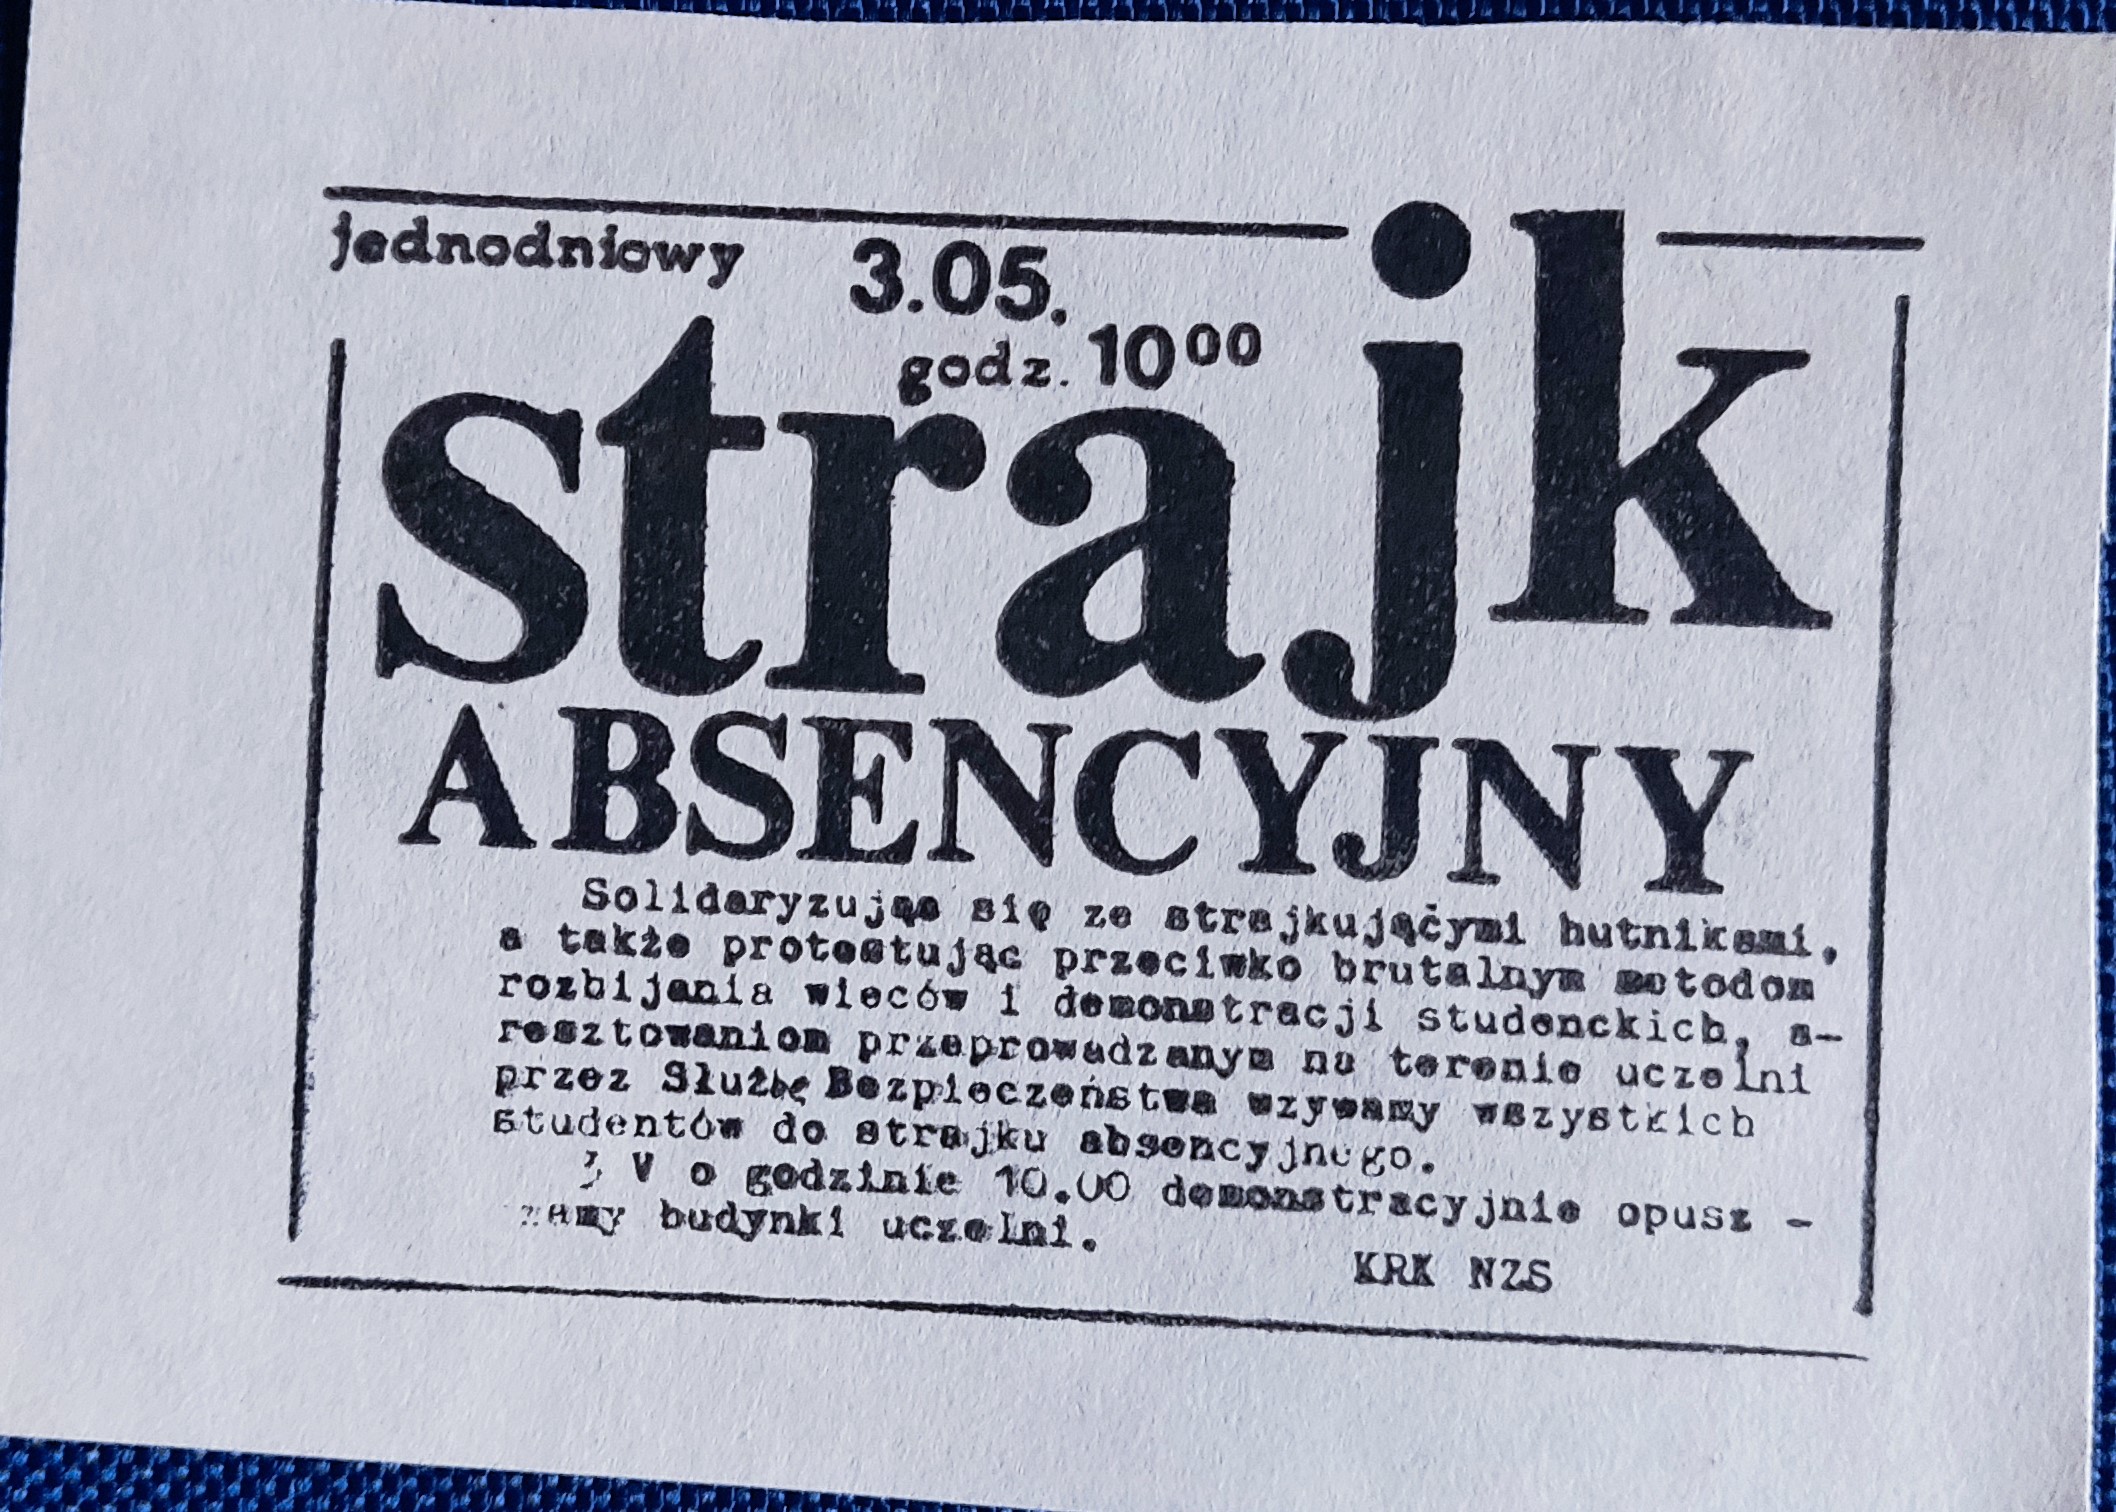 jednodniowy 3.05.
godz. 10⁰⁰
strajk
ABSENCYJNY
Solidaryzując się ze strajkującymi hutnikami,
a także protestując przeciwko brutalnym metodom
rozbijania wieców i demonstracji studenckich, a-
resztowaniom przeprowadzanym na terenie uczelni
przez Służbę Bezpieczeństwa wzywamy wszystkich
studentów do strajku absencyjnego.
3 V o godzinie 10.00 demonstracyjnie opusz -
zamy budynki uczelni.
KRK NZS